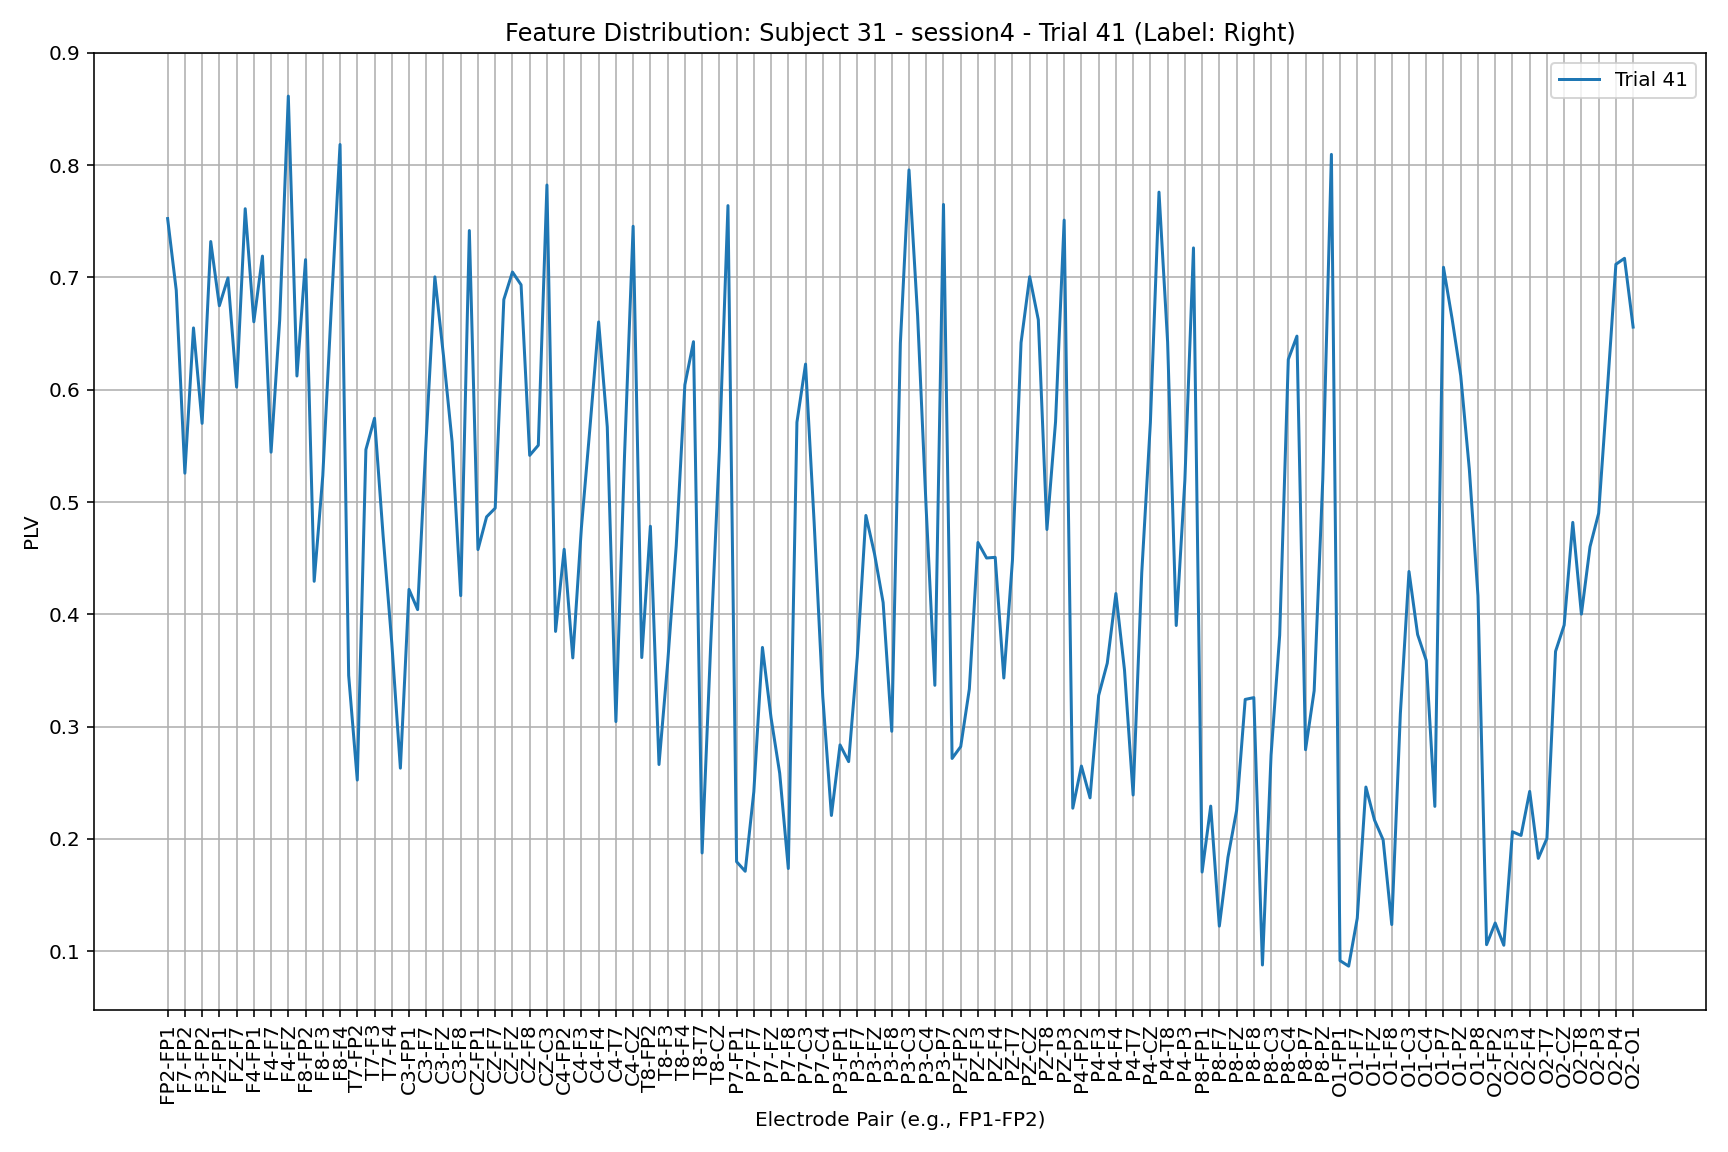 Feature Distribution: Subject 31 - session4 - Trial 41 (Label: Right)
Trial 41
PLV
0.9
0.8
0.7
0.6
0.5
0.4
0.3
0.2
0.1
FP2-FP1
F7-FP2
F3-FP2
FZ-FP1
FZ-F7
F4-FP1
F4-F7
F4-FZ
F8-FP2
F8-F3
F8-F4
T7-FP2
T7-F3
T7-F4
C3-FP1
C3-F7
C3-FZ
C3-F8
CZ-FP1
CZ-F7
CZ-FZ
CZ-F8
CZ-C3
C4-FP2
C4-F3
C4-F4
C4-T7
C4-CZ
T8-FP2
T8-F3
T8-F4
T8-T7
T8-CZ
P7-FP1
P7-F7
P7-FZ
P7-F8
P7-C3
P7-C4
P3-FP1
P3-F7
P3-FZ
P3-F8
P3-C3
P3-C4
P3-P7
PZ-FP2
PZ-F3
PZ-F4
PZ-T7
PZ-CZ
PZ-T8
PZ-P3
P4-FP2
P4-F3
P4-F4
P4-T7
P4-CZ
P4-T8
P4-P3
P8-FP1
P8-F7
P8-FZ
P8-F8
P8-C3
P8-C4
P8-P7
P8-PZ
O1-FP1
O1-F7
O1-FZ
O1-F8
O1-C3
O1-C4
O1-P7
O1-PZ
O1-P8
O2-FP2
O2-F3
O2-F4
O2-T7
O2-CZ
O2-T8
O2-P3
O2-P4
O2-O1
Electrode Pair (e.g., FP1-FP2)